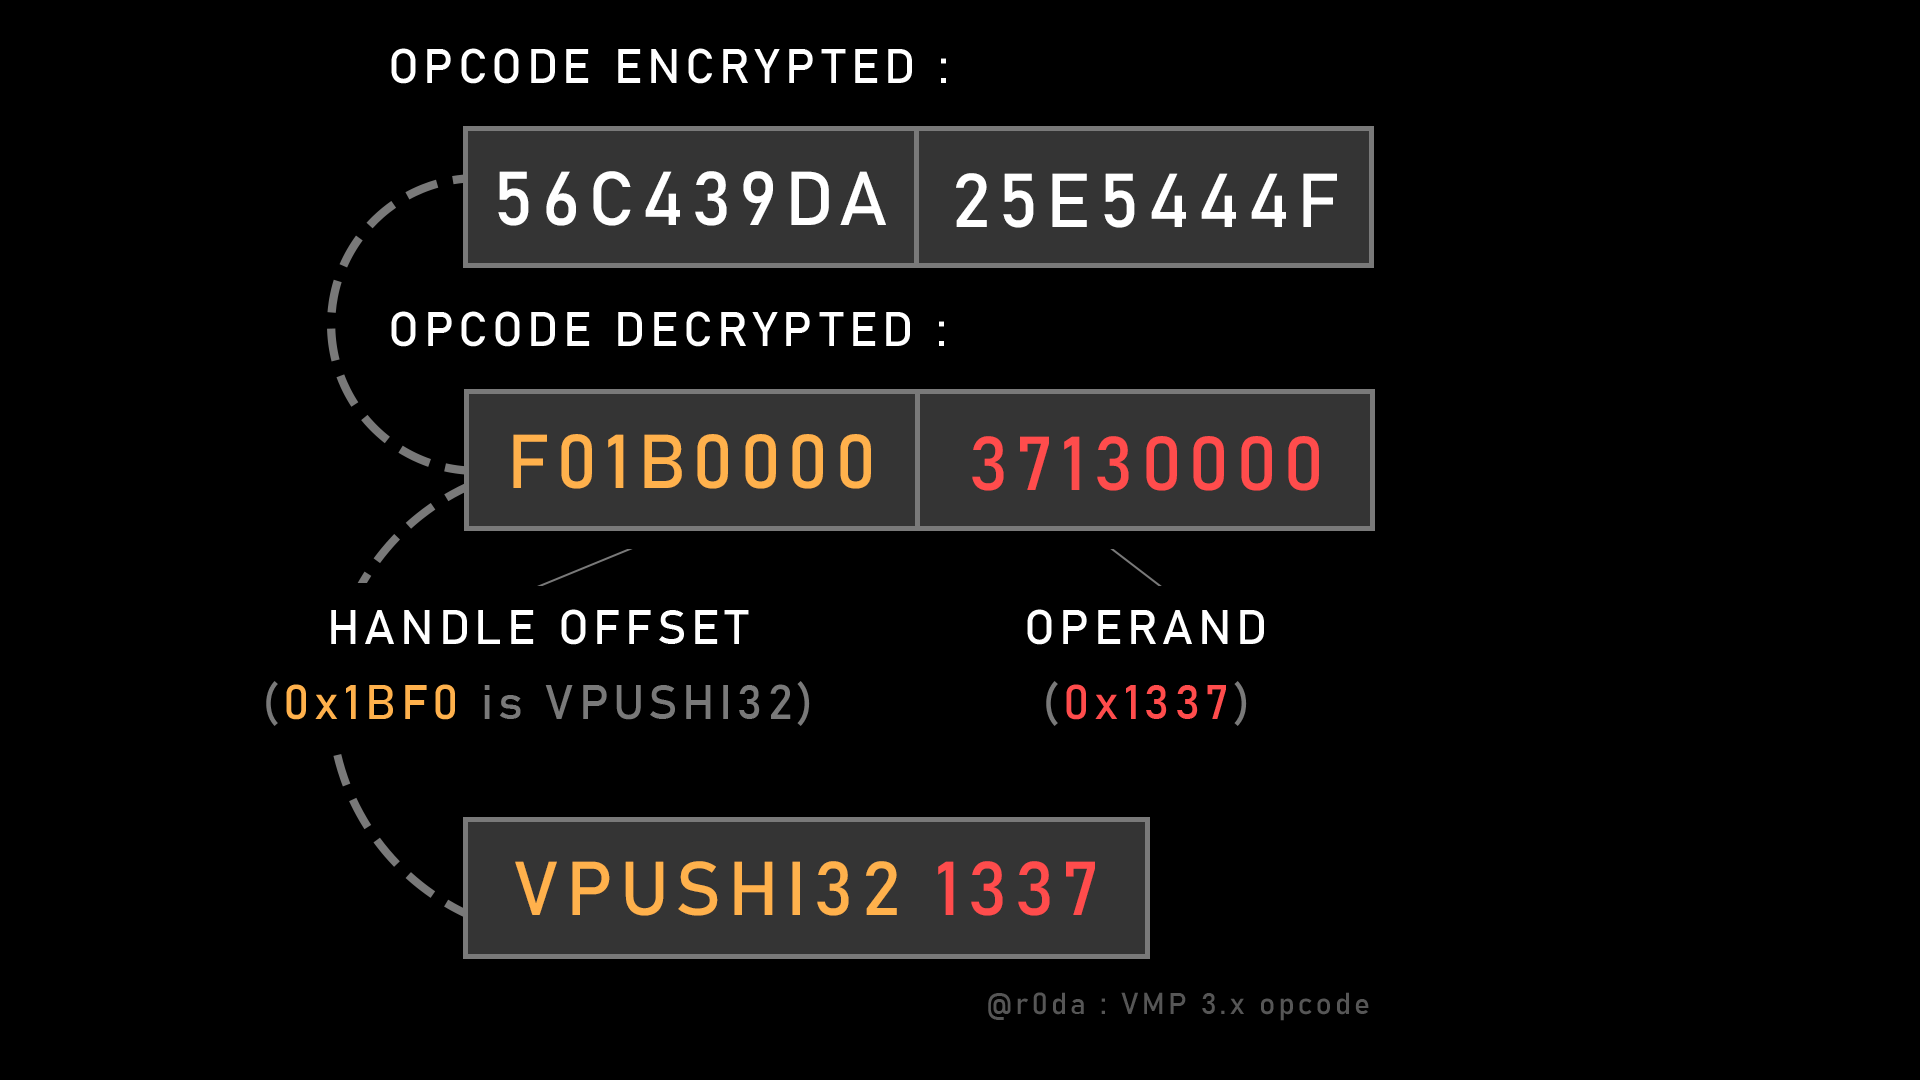 OPCODE ENCRYPTED :
56C439DA 25E5444F
OPCODE DECRYPTED :
F01B0000 37130000
HANDLE OFFSET OPERAND
(0x1BF0 is VPUSHI32) (0x1337)
VPUSHI32 1337
@r0da : VMP 3.x opcode